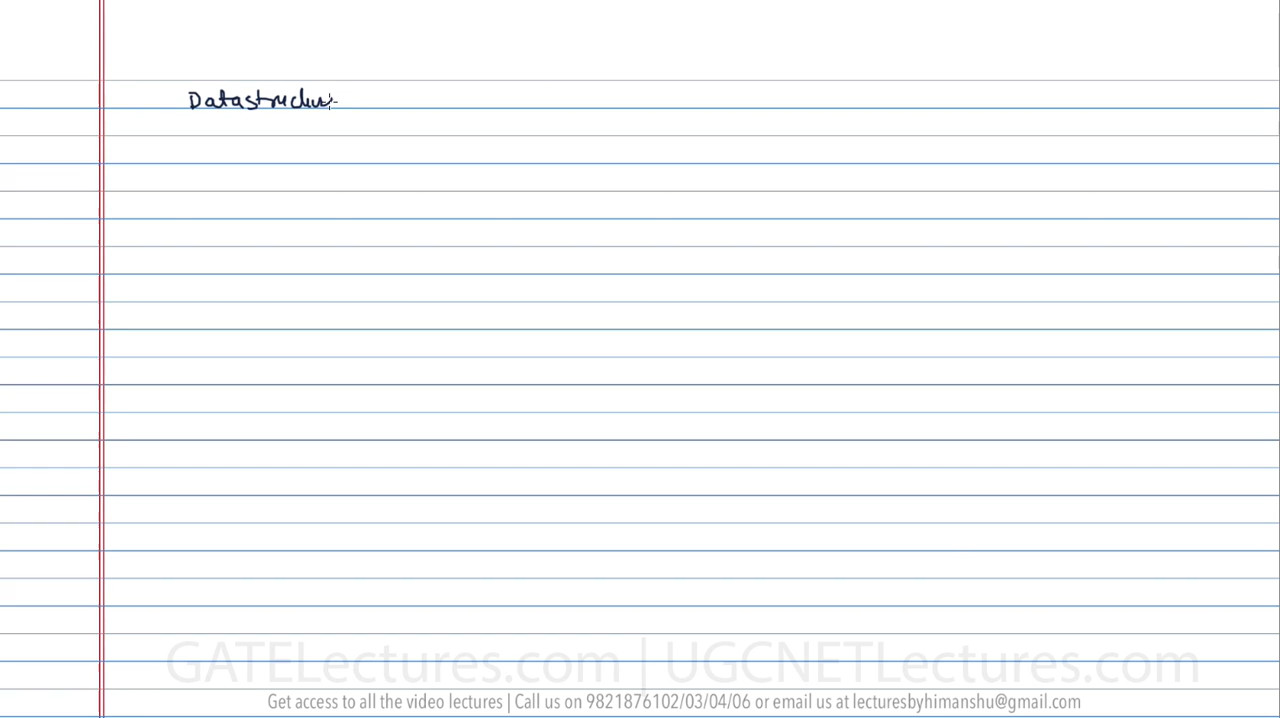 Datastructur
GATELectures.com | UGCNETLectures.com
Get access to all the video lectures | Call us on 9821876102/03/04/06 or email us at lecturesbyhimanshu@gmail.com